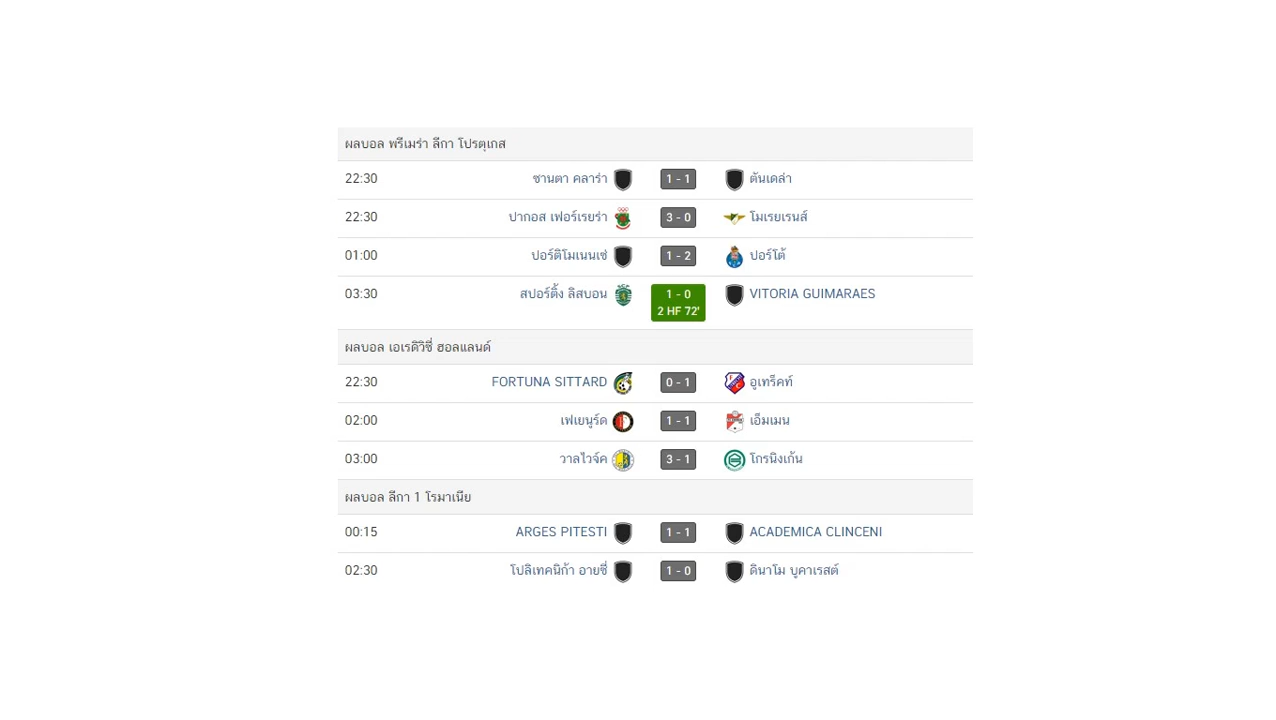 ผลบอล พรีเมร่า ลีกา โปรตุเกส
22:30 ซานตา คลาร่า 1 - 1 ตันเดล่า
22:30 ปากอส เฟอร์เรยร่า 3 - 0 โมเรยเรนส์
01:00 ปอร์ติโมเนนเซ่ 1 - 2 ปอร์โต้
03:30 สปอร์ติ้ง ลิสบอน 1 - 0 VITORIA GUIMARAES
2 HF 72'
ผลบอล เอเรดิวิซี่ ฮอลแลนด์
22:30 FORTUNA SITTARD 0 - 1 อูเทร็คท์
02:00 เฟเยนูร์ด 1 - 1 เอ็มเมน
03:00 วาลไวจ์ค 3 - 1 โกรนิงเก้น
ผลบอล ลีกา 1 โรมาเนีย
00:15 ARGES PITESTI 1 - 1 ACADEMICA CLINCENI
02:30 โปลิเทคนิก้า อายซี่ 1 - 0 ดินาโม บูคาเรสต์